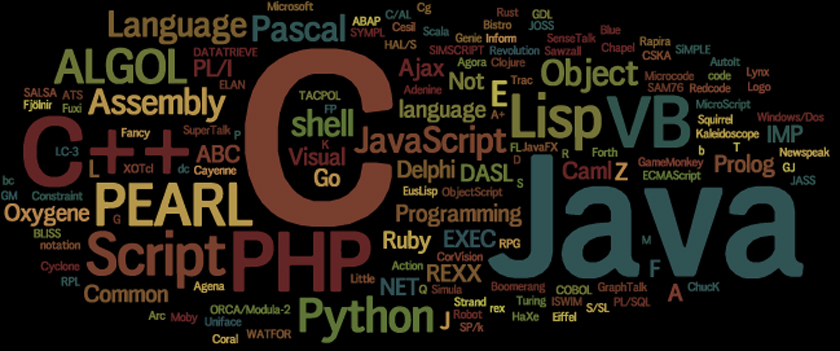 Microsoft
Cg
Language
Pascal
ABAP
C/AL
Rust
GDL
SYMPL
Cesil
Scala
Bistro
JOSS
Genie
Inform
SenseTalk
Blue
HAL/S
SIMSCRIPT
Revolution
Sawzall
Chapel
Rapira
DATATRIEVE
ALGOL
PL/I
Ajax
Agora
Clojure
CSKA
SiMPLE
ELAN
Not
Trac
Object
Microcode
AutoIt
code
Lynx
SALSA
ATS
Adenine
E
SAM76
Redcode
Logo
Fjölnir
Fuxi
Assembly
TACPOL
FP
language
A+
Lisp
VB
MicroScript
C++
Fancy
SuperTalk
P
C
shell
JavaScript
Squirrel
Windows/Dos
Kaleidoscope
IMP
LC-3
ABC
K
Visual
FL
JavaFX
R
Forth
b
T
Newspeak
L
XOTcl
dc
Cayenne
Go
Delphi
DASL
D
Caml
Z
GameMonkey
Prolog
GJ
bc
S
ECMAScript
JASS
GM
Constraint
PEARL
EusLisp
ObjectScript
Java
Oxygene
G
Programming
BLISS
notation
Script
PHP
Ruby
EXEC
RPG
M
Cyclone
CorVision
F
RPL
Agena
Little
Action
REXX
Common
NET
Q
Simula
Boomerang
COBOL
GraphTalk
A
ChucK
Arc
Moby
ORCA/Modula-2
Uniface
Python
J
Strand
rex
Turing
ISWIM
S/SL
PL/SQL
Robot
HaXe
Eiffel
Coral
WATFOR
SP/k